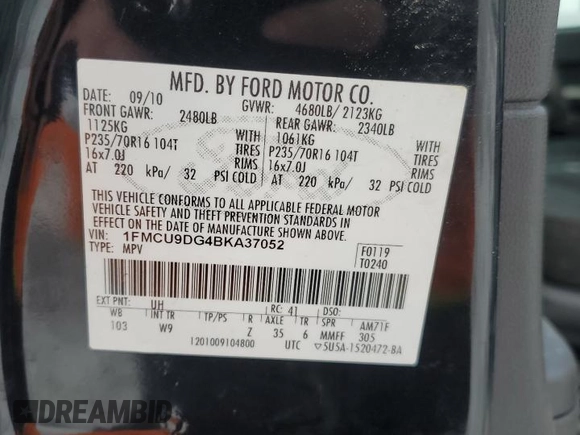 MFD. BY FORD MOTOR CO.
09/10 GVWR: 4680LB/ 2123KG
FRONT GAWR: 2480LB REAR GAWR: 2340LB
1125KG 1061KG
P235/70R16 104T TIRES P235/70R16 104T TIRES
16x7.0J RIMS 16x7.0J RIMS
AT 220 kPa/ 32 PSI COLD AT 220 kPa/ 32 PSI COLD
THIS VEHICLE CONFORMS TO ALL APPLICABLE FEDERAL MOTOR
VEHICLE SAFETY AND THEFT PREVENTION STANDARDS IN
EFFECT ON THE DATE OF MANUFACTURE SHOWN ABOVE.
VIN: 1FMCU9DG4BKA37052 F0119
TYPE: MPV T0240
EXT PNT: UH RC: 41 DSO:
WB INT TR TP/PS R AXLE TR SPR AM71F
103 W9 Z 35 6 MMFF 305
1201009104800 UTC 5U5A-1520472-BA
DREAMBID